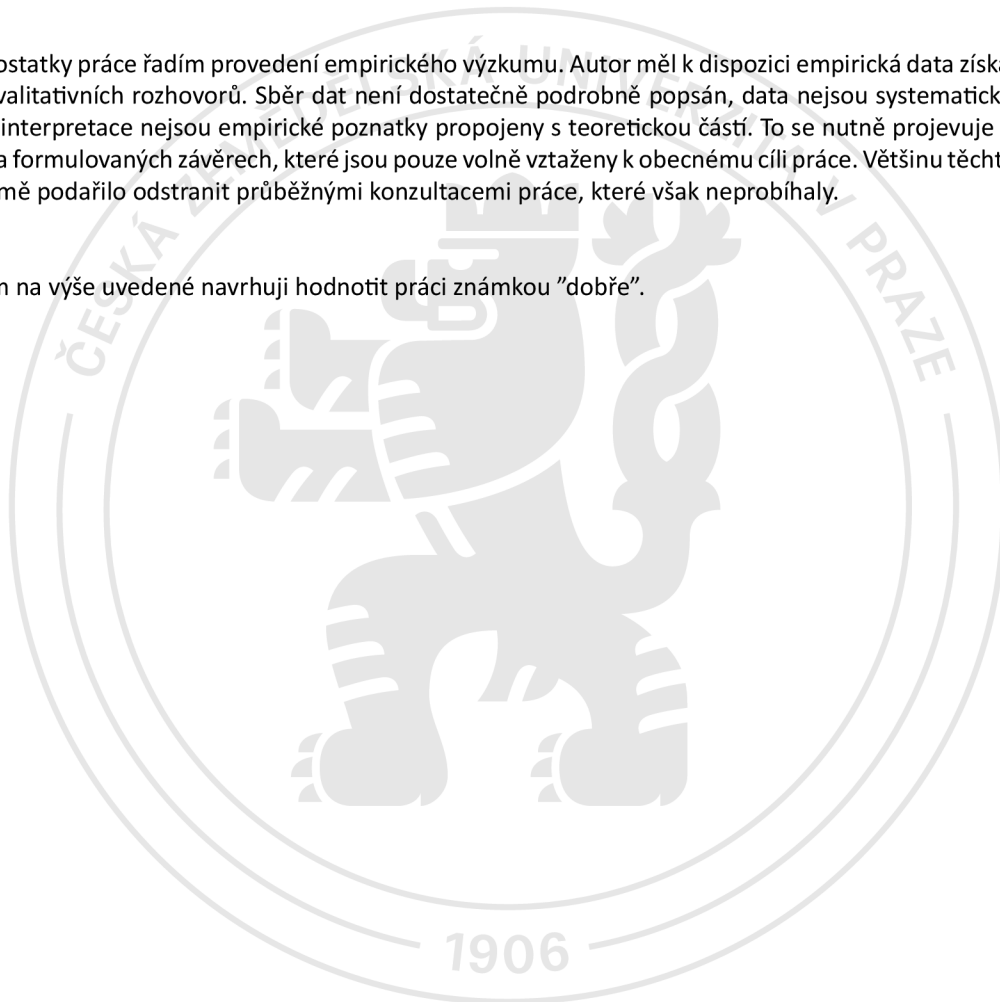 ostatky práce řadím provedení empirického výzkumu. Autor měl k dispozici empirická data získa
valitativních rozhovorů. Sběr dat není dostatečně podrobně popsán, data nejsou systematick
interpretace nejsou empirické poznatky propojeny s teoretickou částí. To se nutně projevuje
a formulovaných závěrech, které jsou pouze volně vztaženy k obecnému cíli práce. Většinu těcht
mě podařilo odstranit průběžnými konzultacemi práce, které však neprobíhaly.
m na výše uvedené navrhuji hodnotit práci známkou ”dobře”.
ČESKÁ ZEMĚDĚLSKÁ UNIVERZITA V PRAZE
1906